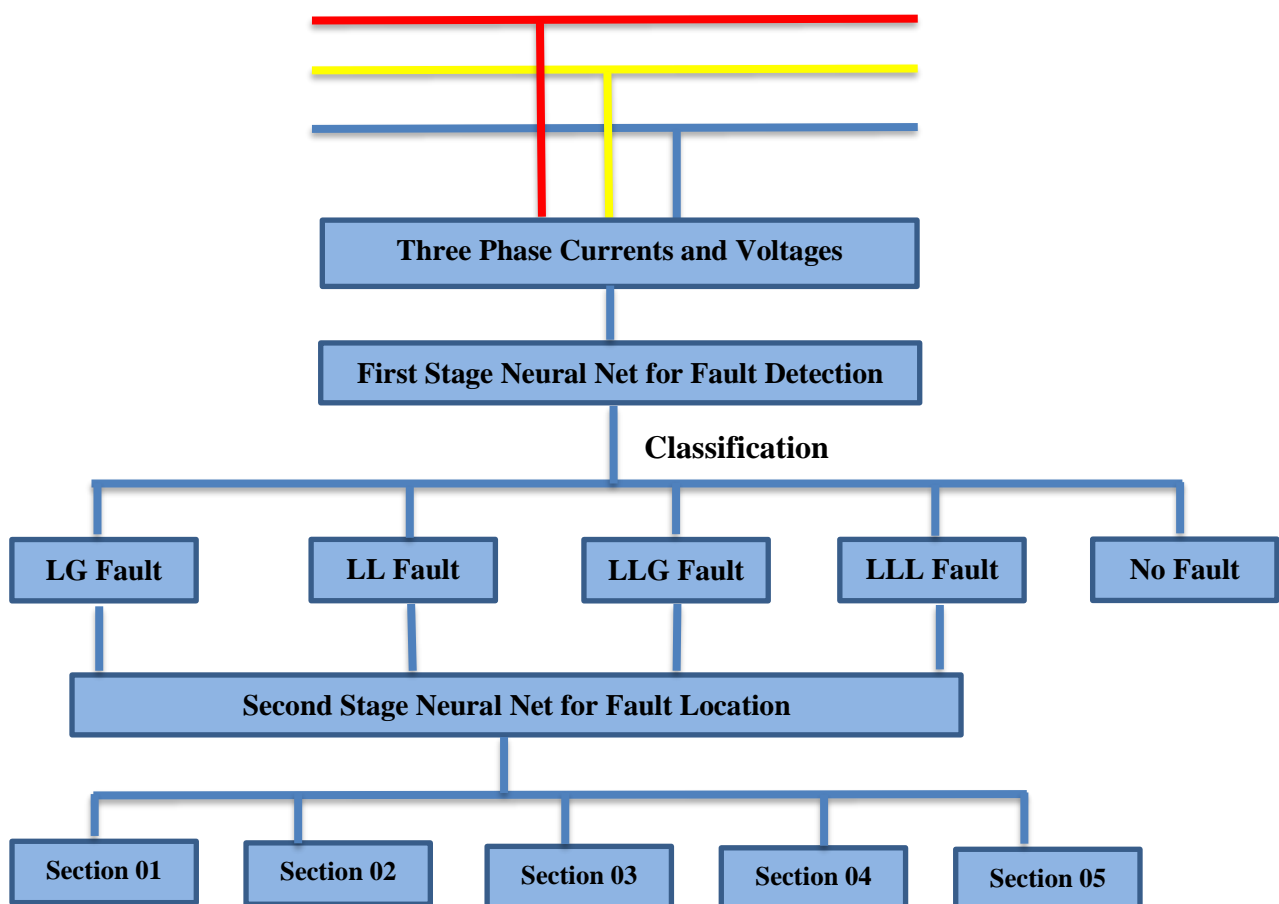 Three Phase Currents and Voltages
First Stage Neural Net for Fault Detection
Classification
LG Fault
LL Fault
LLG Fault
LLL Fault
No Fault
Second Stage Neural Net for Fault Location
Section 01
Section 02
Section 03
Section 04
Section 05